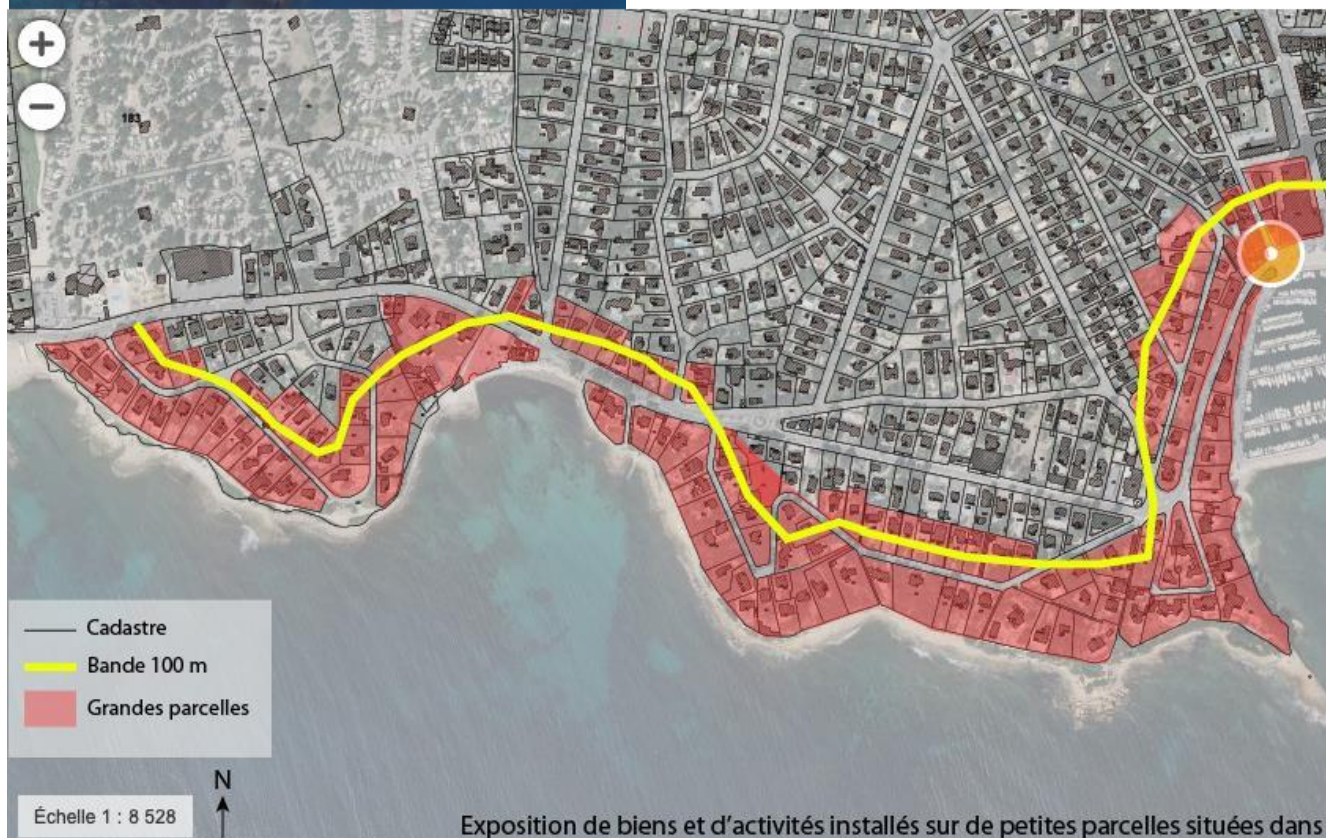 +
−
183
Cadastre
Bande 100 m
Grandes parcelles
N
Échelle 1 : 8 528
Exposition de biens et d'activités installés sur de petites parcelles situées dans